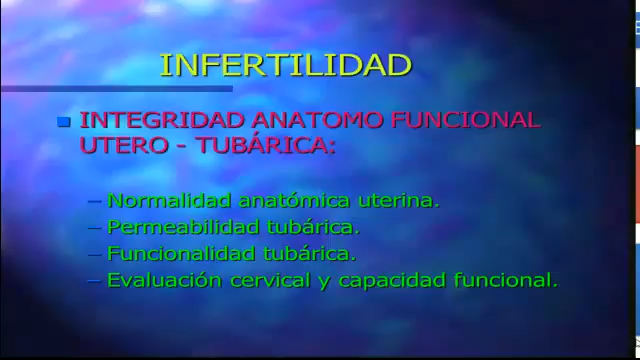 INFERTILIDAD
INTEGRIDAD ANATOMO FUNCIONAL
UTERO - TUBÁRICA:
– Normalidad anatómica uterina.
– Permeabilidad tubárica.
– Funcionalidad tubárica.
– Evaluación cervical y capacidad funcional.